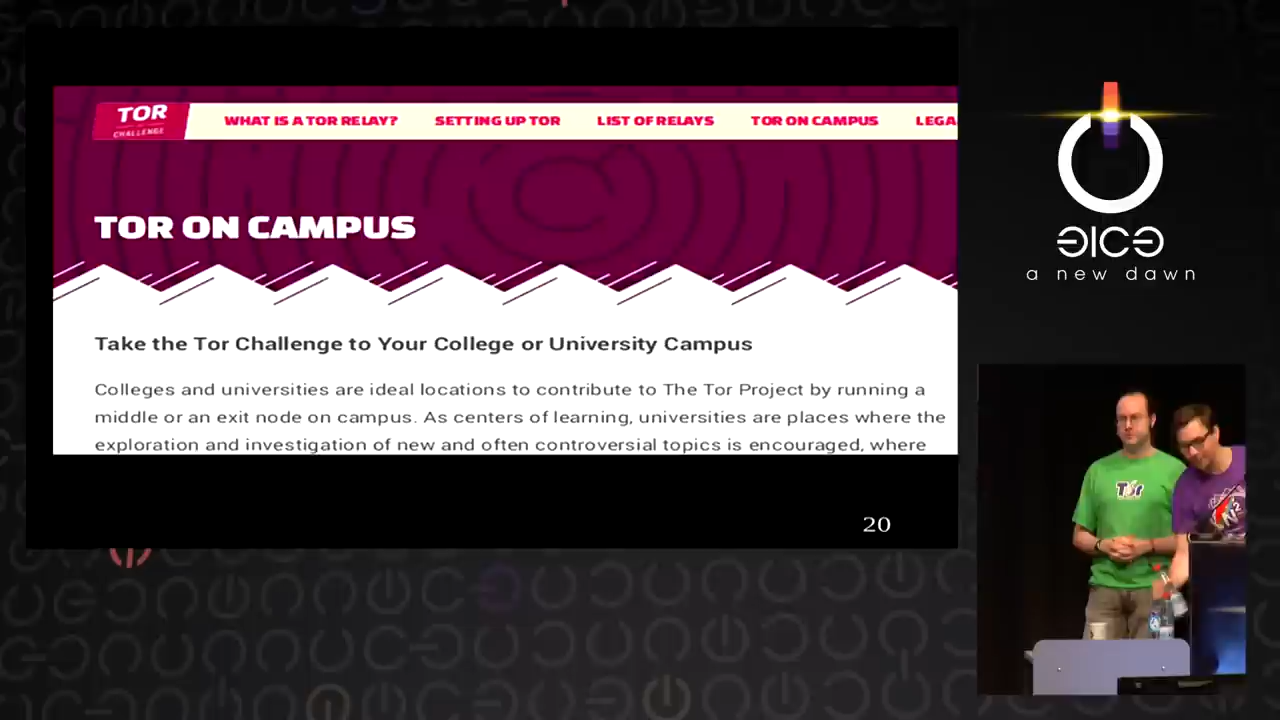 TOR
CHALLENGE
WHAT IS A TOR RELAY?
SETTING UP TOR
LIST OF RELAYS
TOR ON CAMPUS
LEGA
TOR ON CAMPUS
Take the Tor Challenge to Your College or University Campus
Colleges and universities are ideal locations to contribute to The Tor Project by running a
middle or an exit node on campus. As centers of learning, universities are places where the
exploration and investigation of new and often controversial topics is encouraged, where
20
a new dawn
Tor